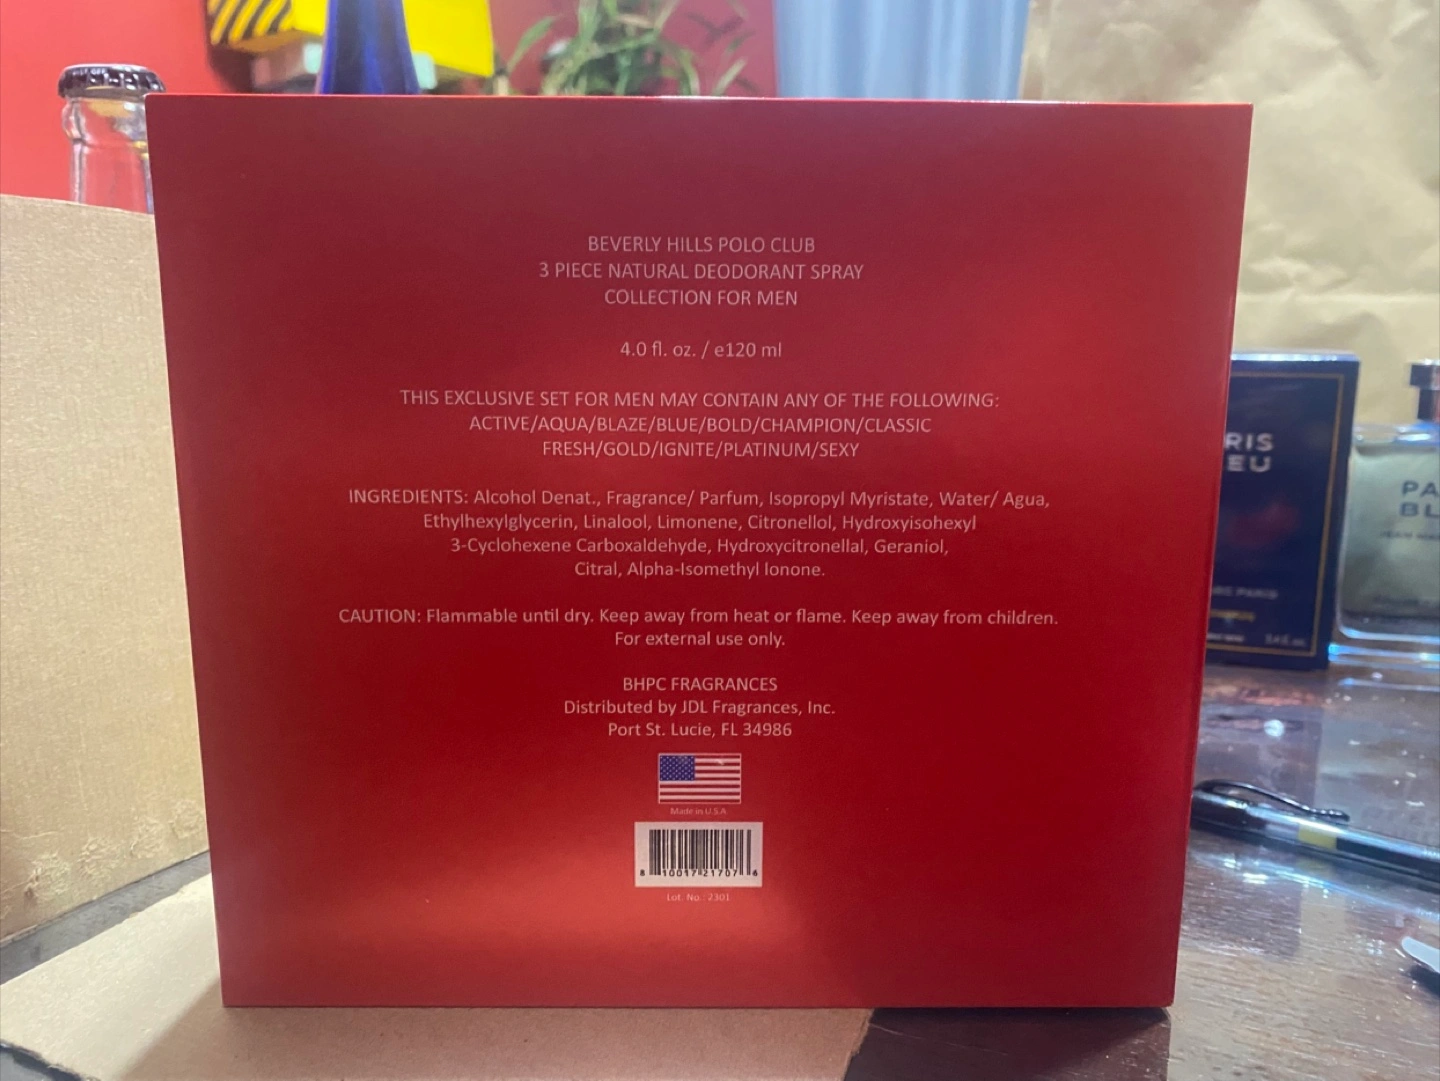 BEVERLY HILLS POLO CLUB
3 PIECE NATURAL DEODORANT SPRAY
COLLECTION FOR MEN
4.0 fl. oz. / e120 ml
THIS EXCLUSIVE SET FOR MEN MAY CONTAIN ANY OF THE FOLLOWING:
ACTIVE/AQUA/BLAZE/BLUE/BOLD/CHAMPION/CLASSIC
FRESH/GOLD/IGNITE/PLATINUM/SEXY
INGREDIENTS: Alcohol Denat., Fragrance/ Parfum, Isopropyl Myristate, Water/ Agua,
Ethylhexylglycerin, Linalool, Limonene, Citronellol, Hydroxyisohexyl
3-Cyclohexene Carboxaldehyde, Hydroxycitronellal, Geraniol,
Citral, Alpha-Isomethyl Ionone.
CAUTION: Flammable until dry. Keep away from heat or flame. Keep away from children.
For external use only.
BHPC FRAGRANCES
Distributed by JDL Fragrances, Inc.
Port St. Lucie, FL 34986
Made in U.S.A
8 10017 21707 6
Lot. No.: 2301
RIS
EU
PA
BL